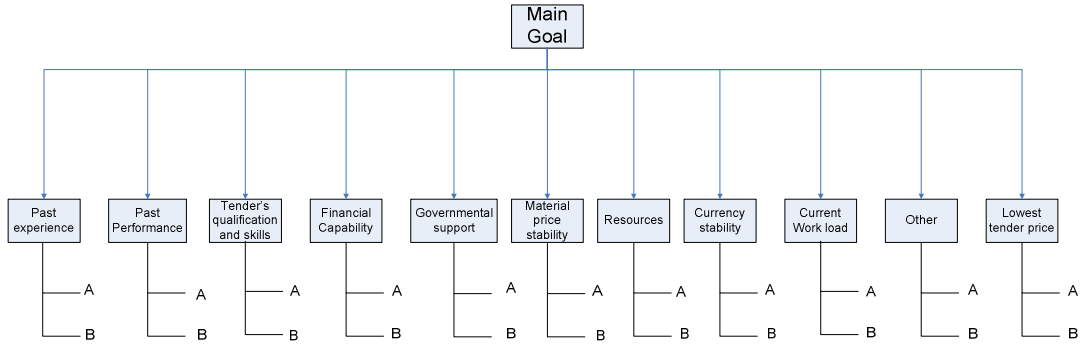 Main
Goal
Past
experience
Past
Performance
Tender's
qualification
and skills
Financial
Capability
Governmental
support
Material
price
stability
Resources
Currency
stability
Current
Work load
Other
Lowest
tender price
A
A
A
A
A
A
A
A
A
A
A
B
B
B
B
B
B
B
B
B
B
B